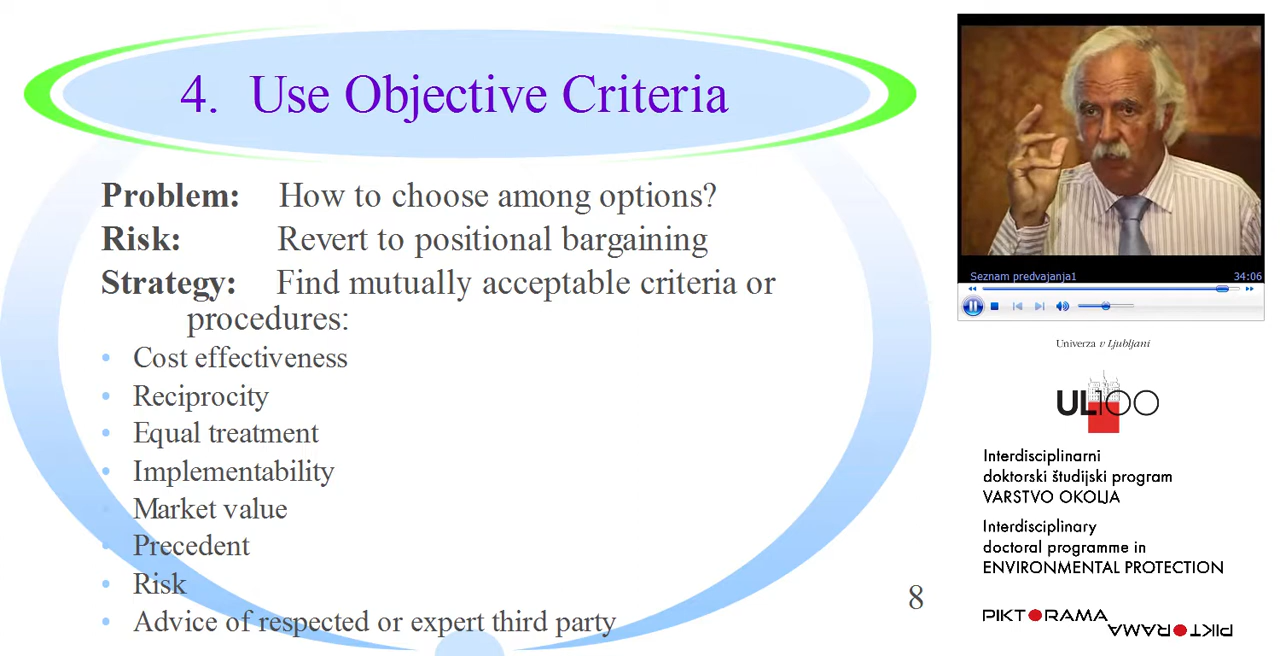 4. Use Objective Criteria
Problem: How to choose among options?
Risk: Revert to positional bargaining
Strategy: Find mutually acceptable criteria or
procedures:
• Cost effectiveness
• Reciprocity
• Equal treatment
• Implementability
• Market value
• Precedent
• Risk
• Advice of respected or expert third party
8
Seznam predvajanja1 34:06
Univerza v Ljubljani
UL100
Interdisciplinarni
doktorski študijski program
VARSTVO OKOLJA
Interdisciplinary
doctoral programme in
ENVIRONMENTAL PROTECTION
PIKTORAMA
PIKTORAMA